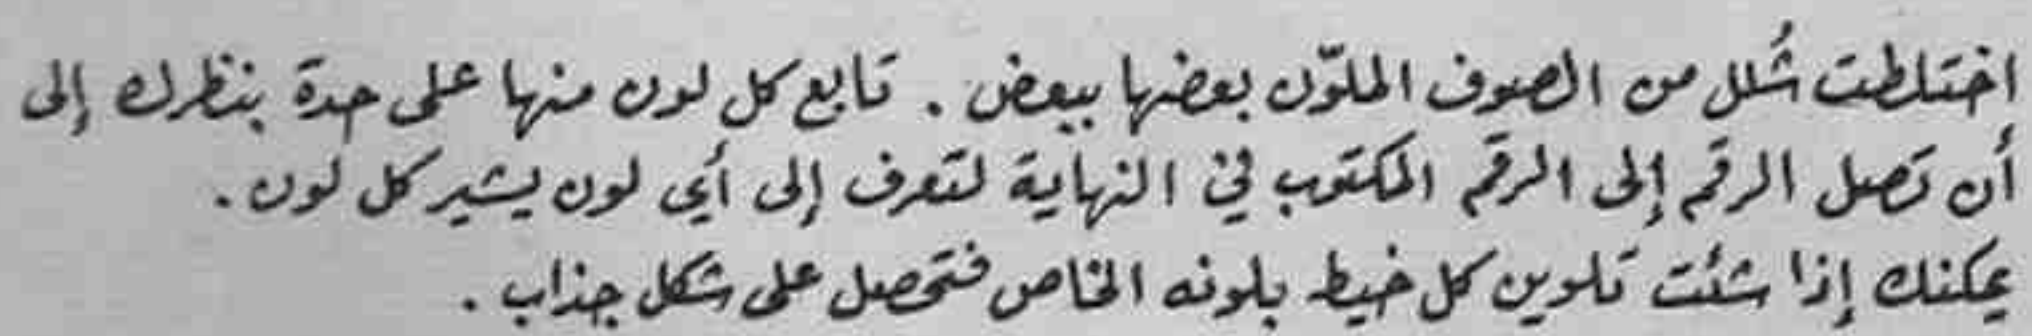 اختلطت شُلل من الصوف الملوّن بعضها ببعض . تابع كل لون منها على حدة بنظرك إلى
أن تصل الرقم إلى الرقم المكتوب في النهاية لتعرف إلى أي لون يشير كل لون .
يمكنك إذا شئت تلوين كل خيط بلونه الخاص فتحصل على شكل جذاب .